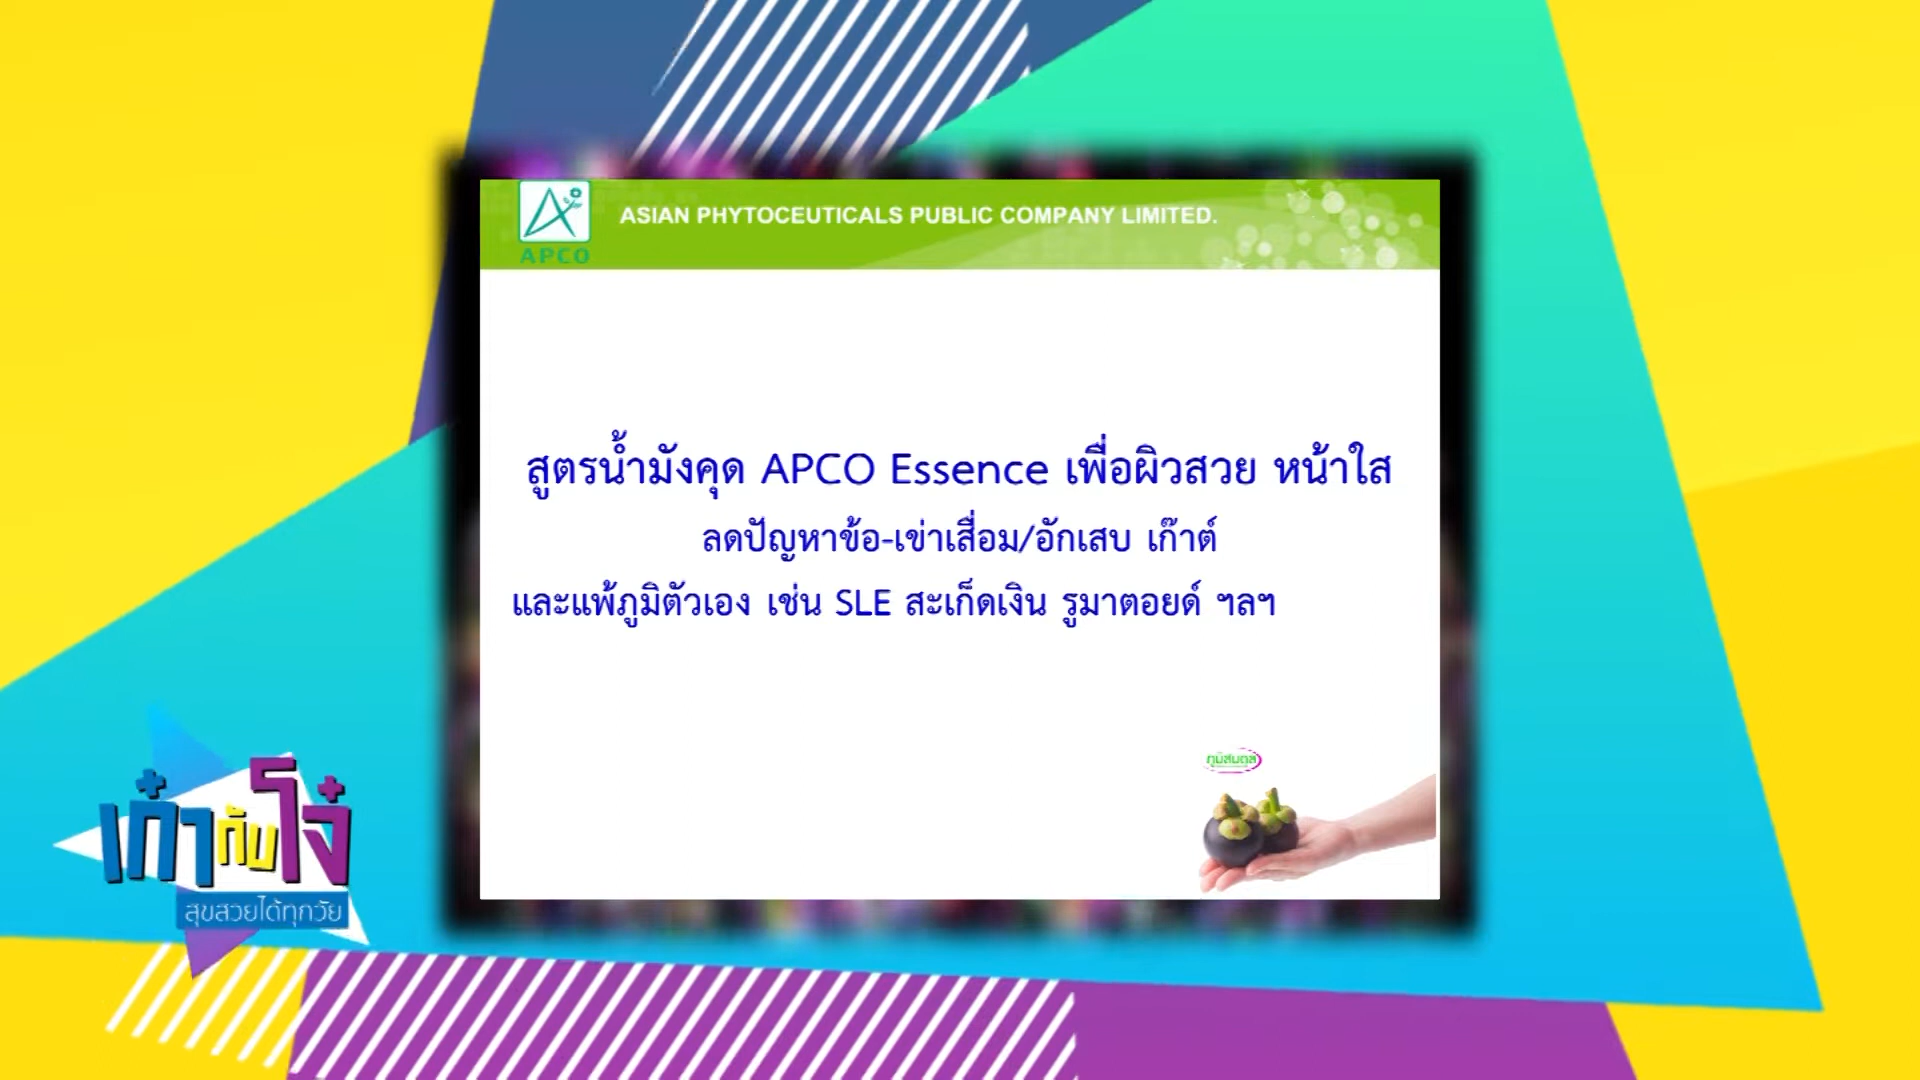 APCO
ASIAN PHYTOCEUTICALS PUBLIC COMPANY LIMITED.
สูตรน้ำมังคุด APCO Essence เพื่อผิวสวย หน้าใส
ลดปัญหาข้อ-เข่าเสื่อม/อักเสบ เก๊าต์
และแพ้ภูมิตัวเอง เช่น SLE สะเก็ดเงิน รูมาตอยด์ ฯลฯ
ภูมิสมดุล
เก๋ากับโจ๋
สุขสวยได้ทุกวัย